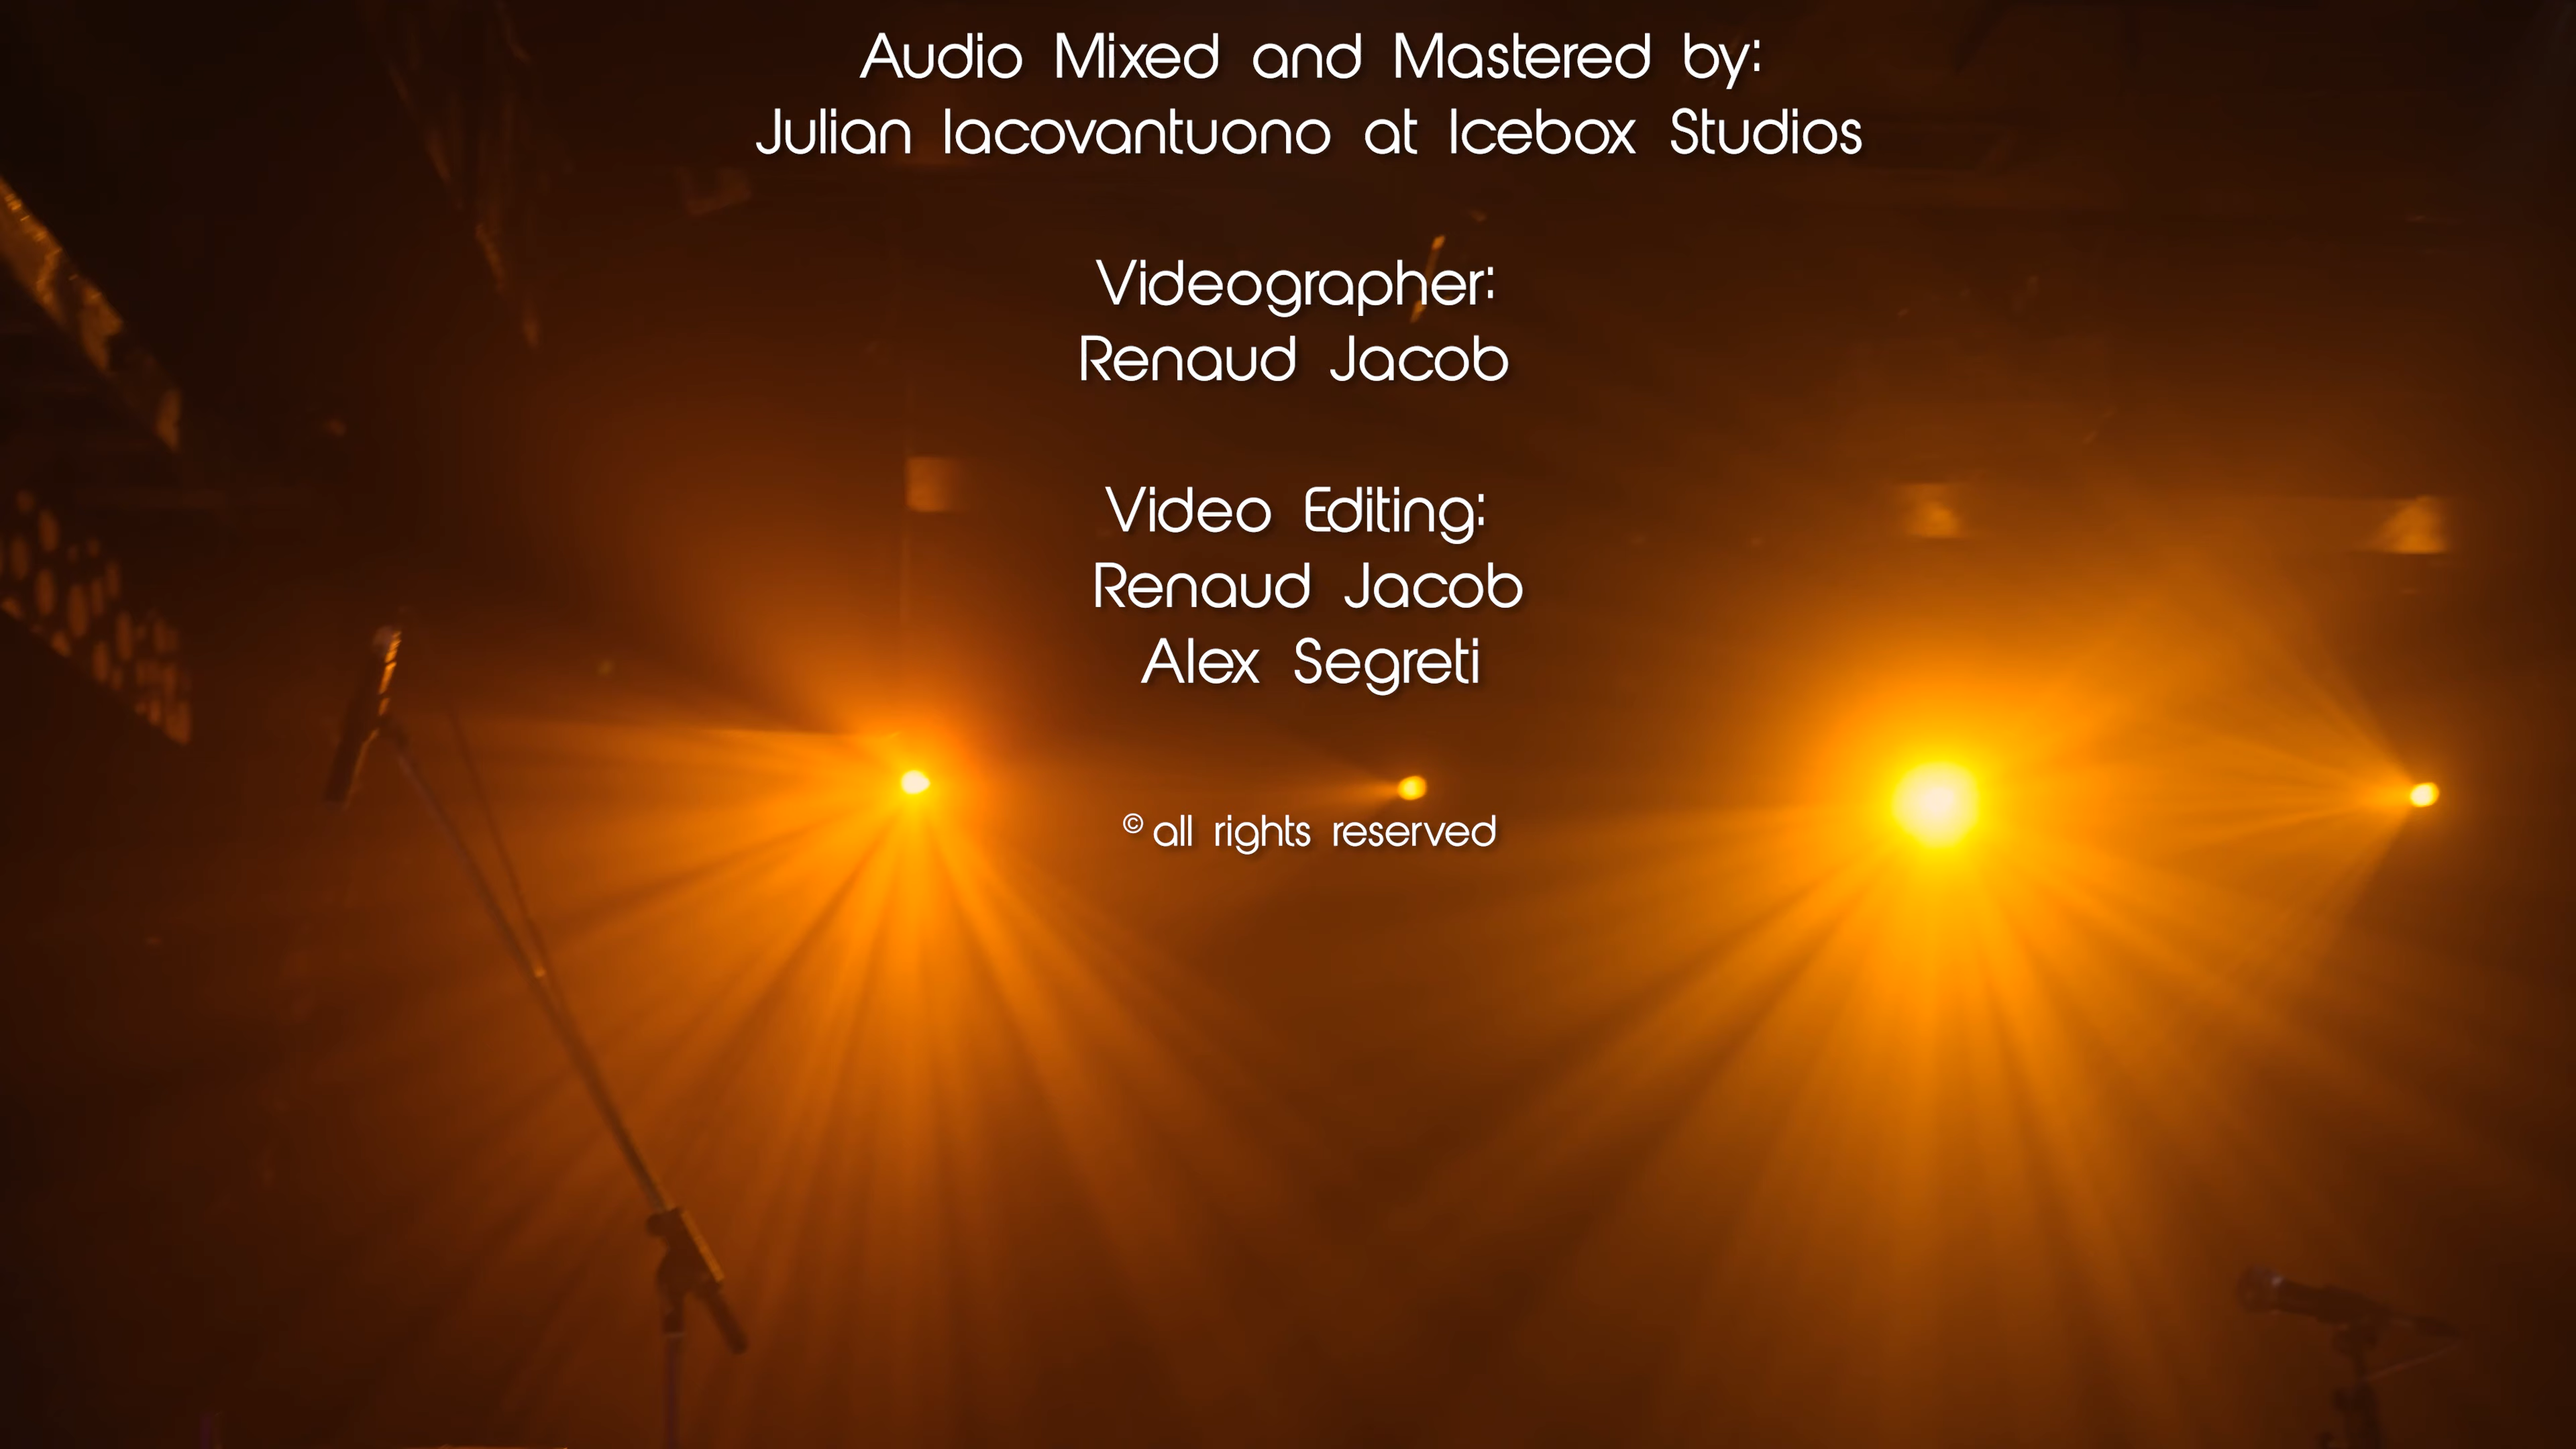 Audio Mixed and Mastered by:
Julian Iacovantuono at Icebox Studios
Videographer:
Renaud Jacob
Video Editing:
Renaud Jacob
Alex Segreti
© all rights reserved